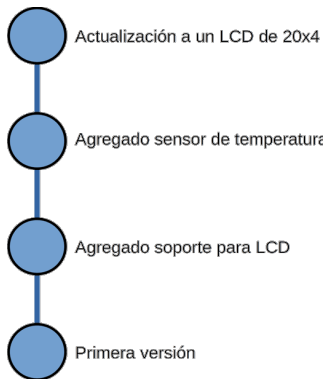 Actualización a un LCD de 20x4
Agregado sensor de temperatura
Agregado soporte para LCD
Primera versión